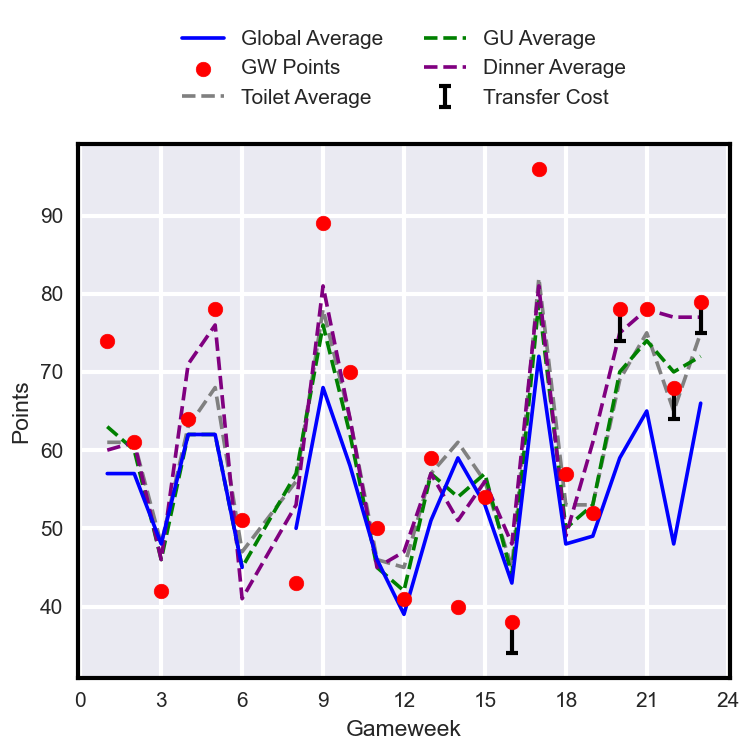 Global Average
GW Points
Toilet Average
GU Average
Dinner Average
Transfer Cost
90
80
70
60
50
40
Points
0 3 6 9 12 15 18 21 24
Gameweek